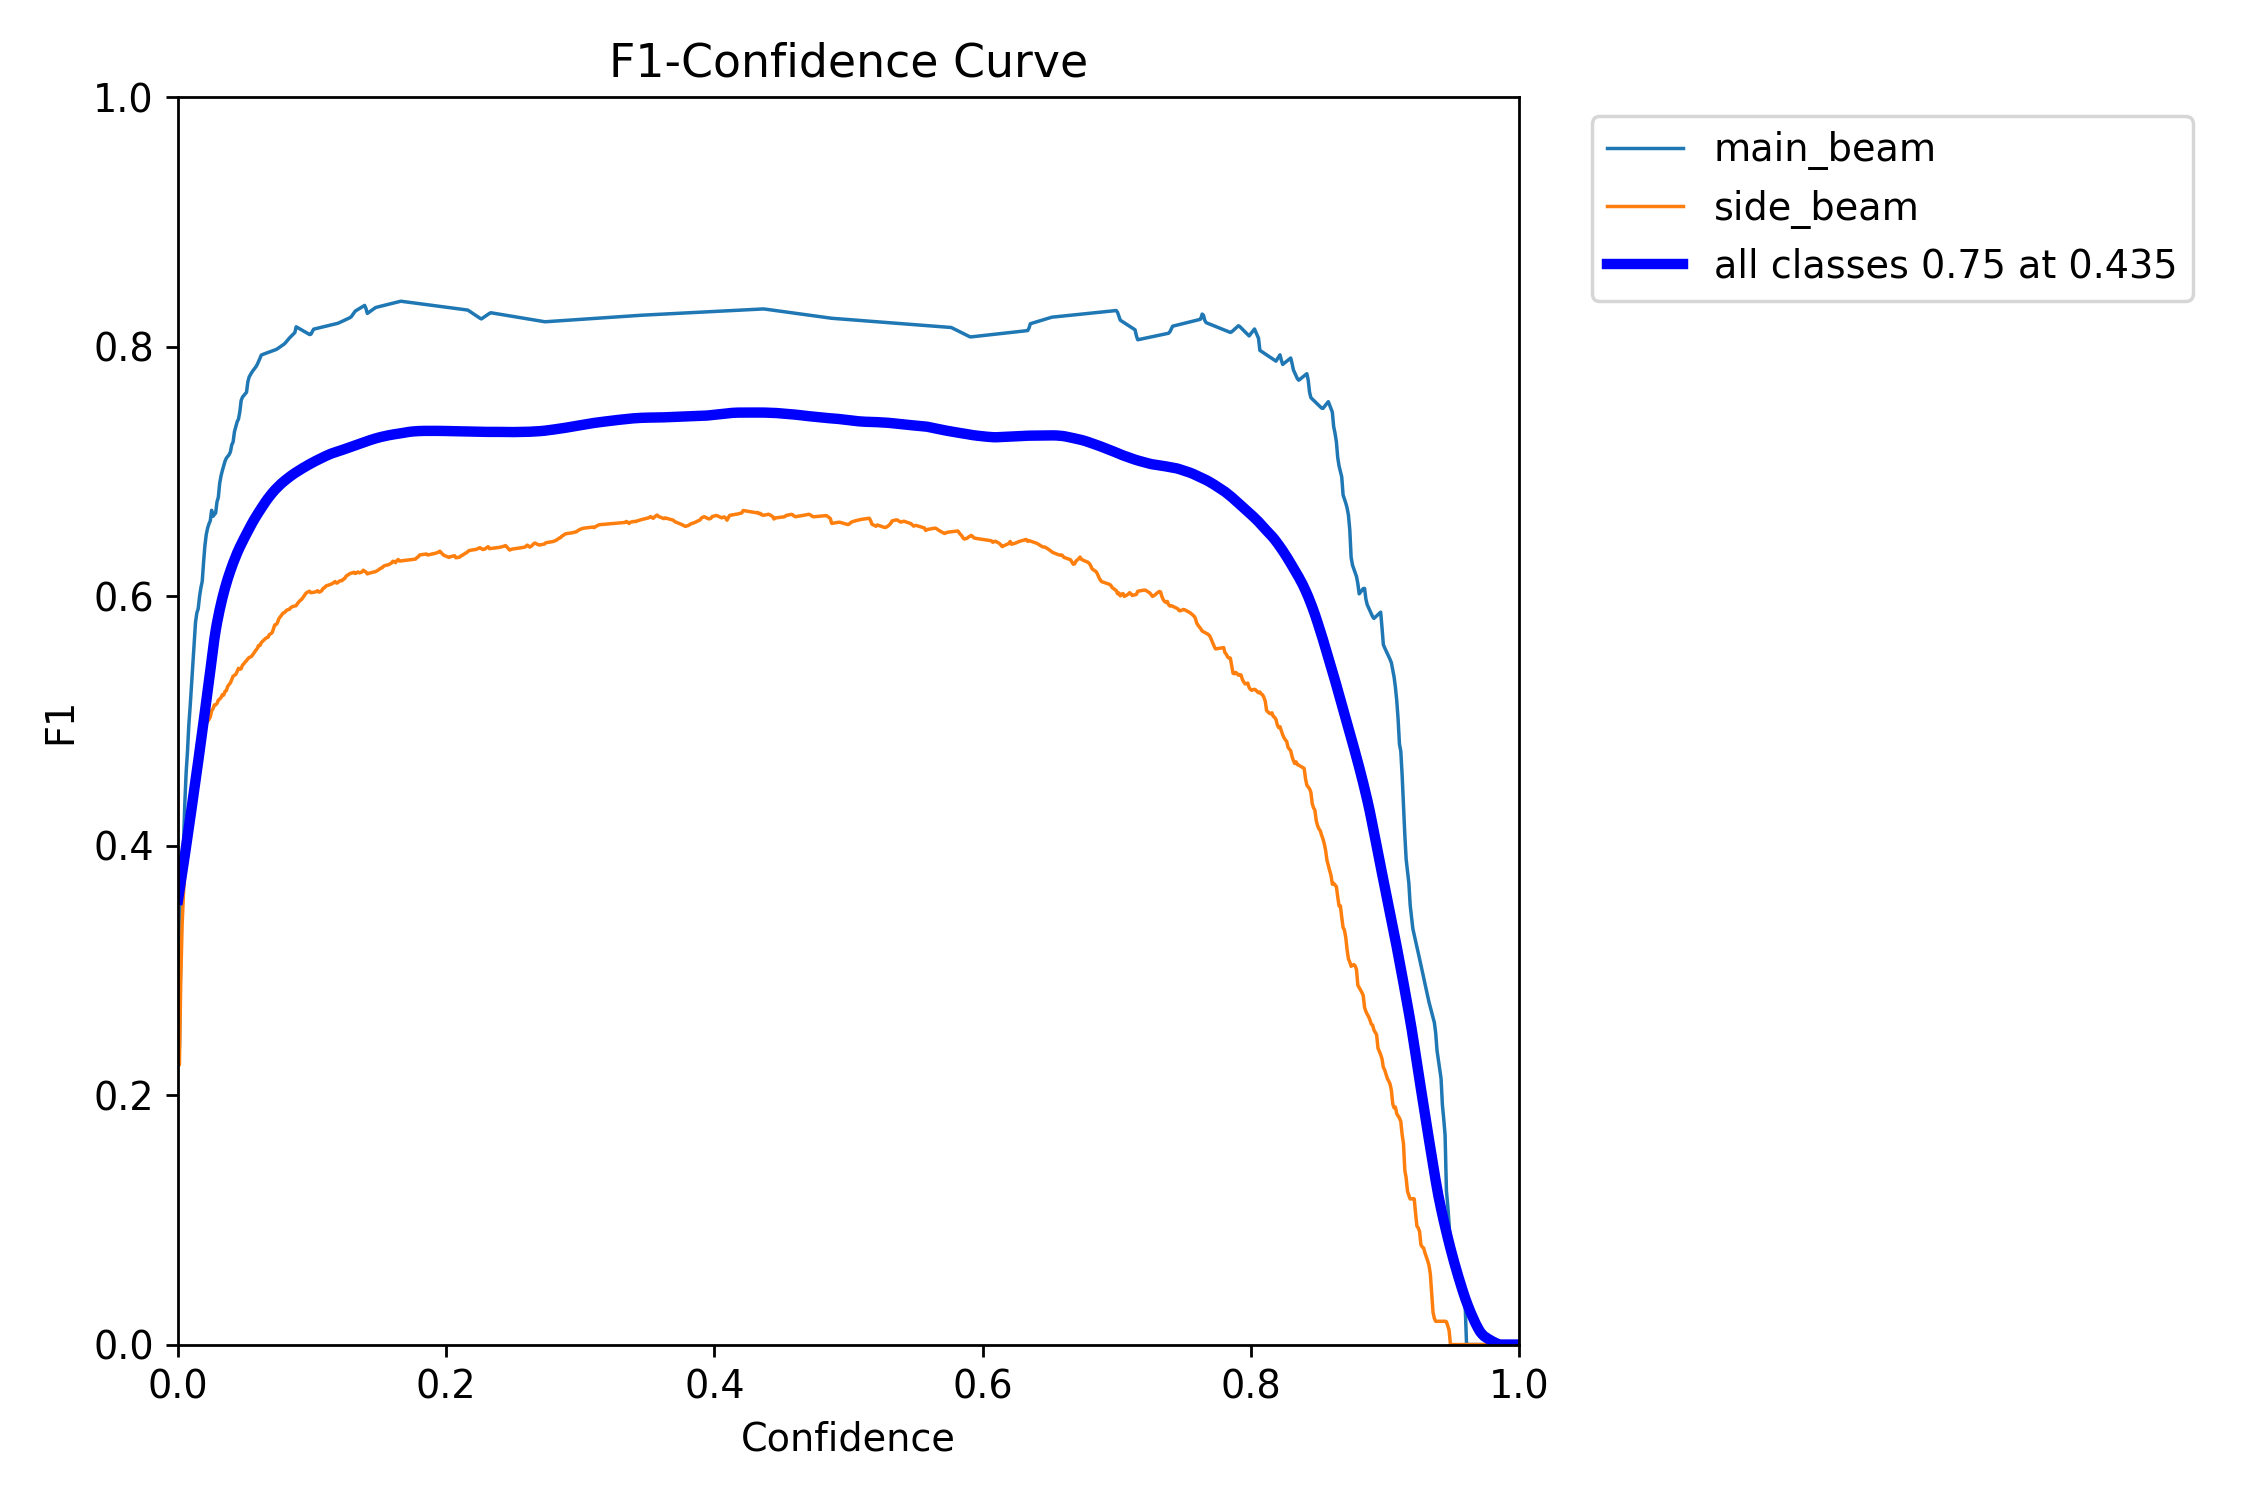 F1-Confidence Curve
1.0
0.8
0.6
0.4
0.2
0.0
F1
0.0 0.2 0.4 0.6 0.8 1.0
Confidence
main_beam
side_beam
all classes 0.75 at 0.435